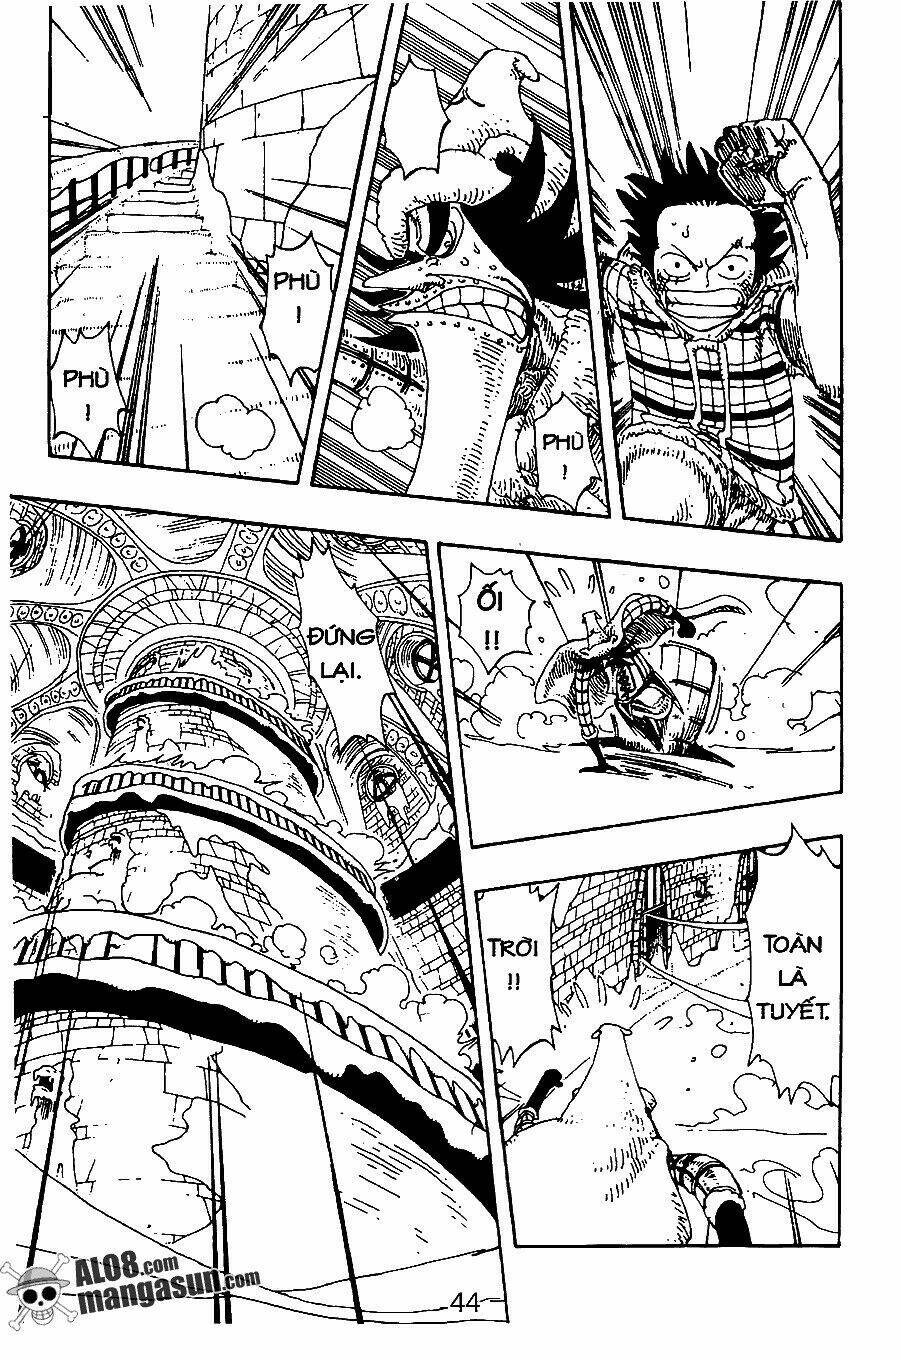 PHÙ
!
PHÙ
!
PHÙ
!
ỐI
!!
ĐỨNG
LẠI.
TOÀN
LÀ
TUYẾT.
TRỜI
!!
44
AL08.com
mangasun.com